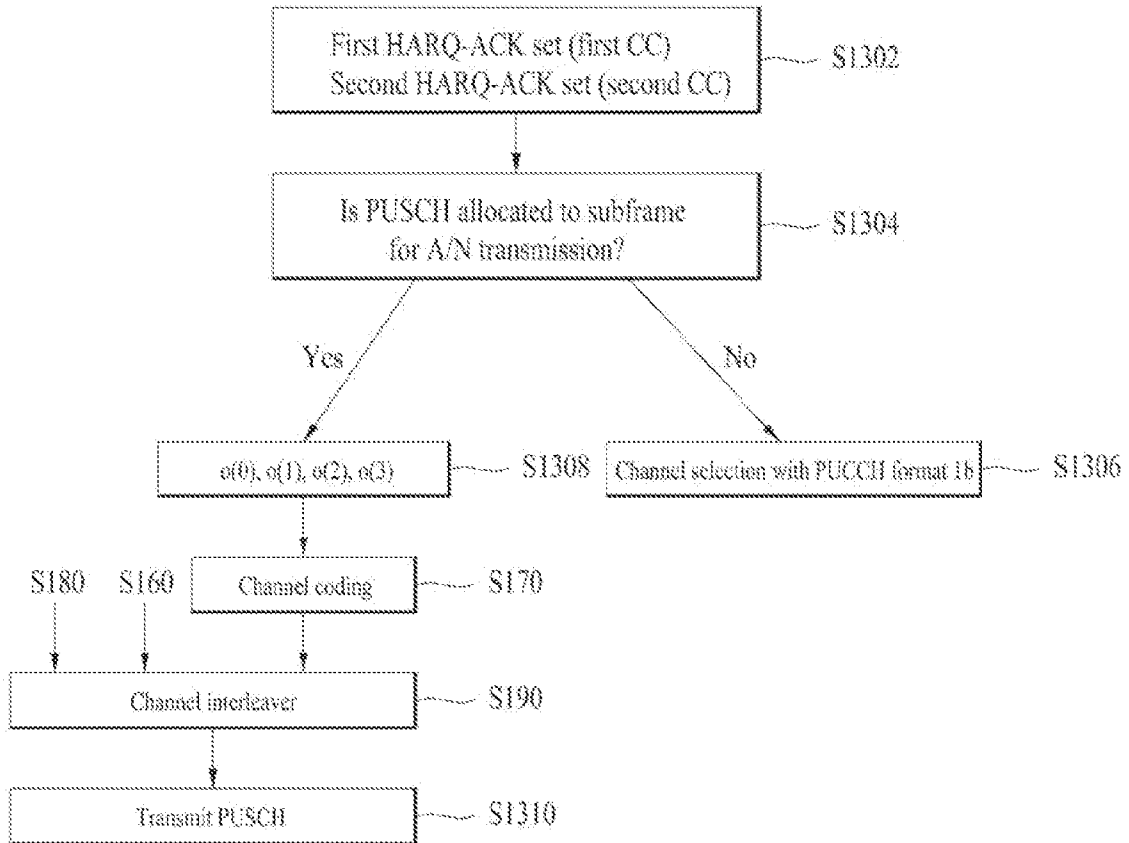 First HARQ-ACK set (first CC)
Second HARQ-ACK set (second CC)
S1302
Is PUSCH allocated to subframe
for A/N transmission?
S1304
Yes
No
o(0), o(1), o(2), o(3)
S1308
Channel selection with PUCCH format 1b
S1306
S180
S160
Channel coding
S170
Channel interleaver
S190
Transmit PUSCH
S1310